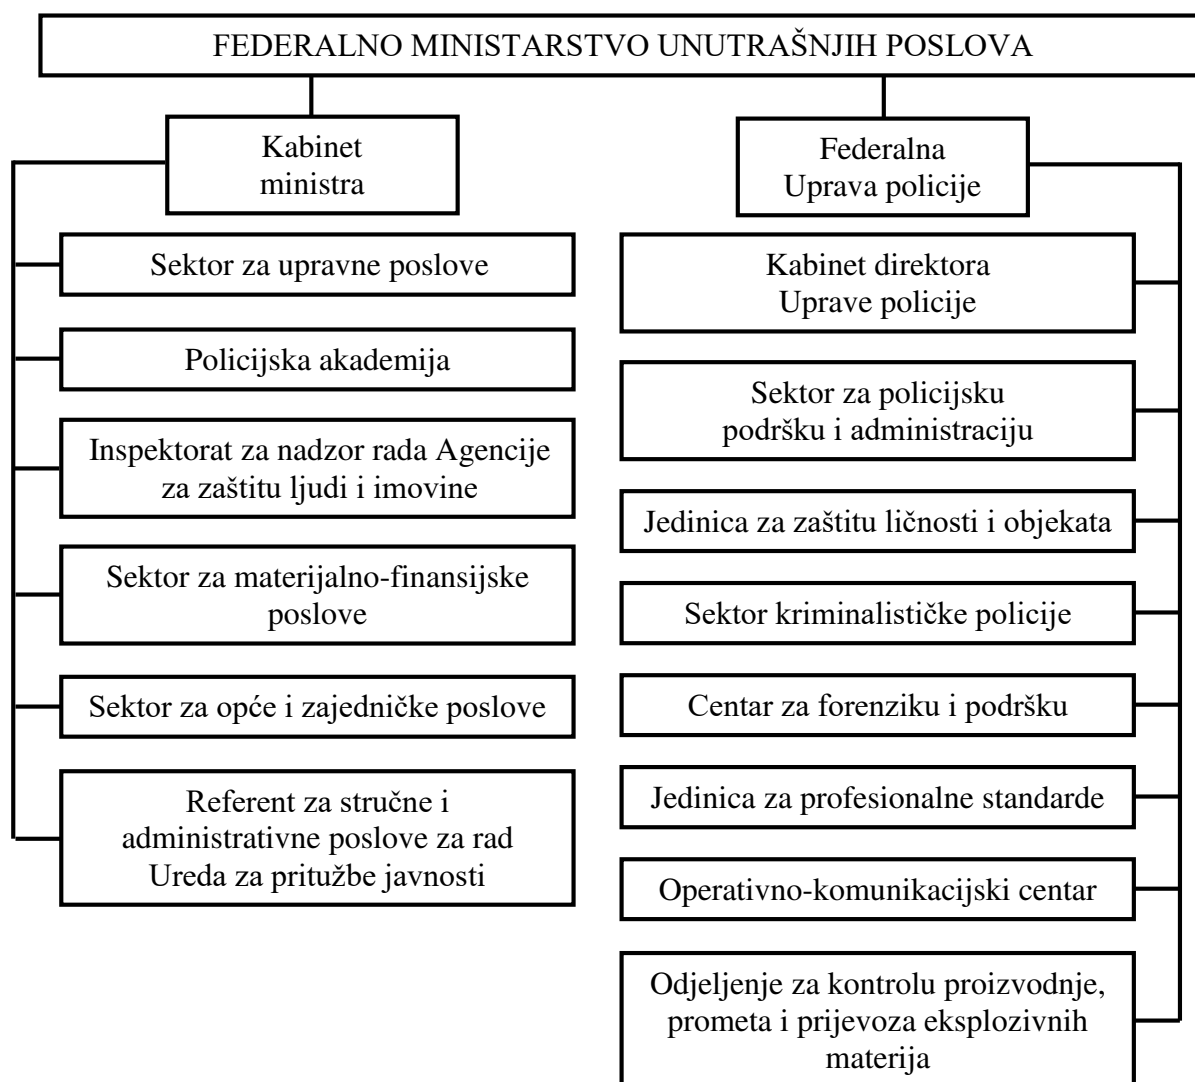 FEDERALNO MINISTARSTVO UNUTRAŠNJIH POSLOVA
Kabinet
ministra
Sektor za upravne poslove
Policijska akademija
Inspektorat za nadzor rada Agencije
za zaštitu ljudi i imovine
Sektor za materijalno-finansijske
poslove
Sektor za opće i zajedničke poslove
Referent za stručne i
administrativne poslove za rad
Ureda za pritužbe javnosti
Federalna
Uprava policije
Kabinet direktora
Uprave policije
Sektor za policijsku
podršku i administraciju
Jedinica za zaštitu ličnosti i objekata
Sektor kriminalističke policije
Centar za forenziku i podršku
Jedinica za profesionalne standarde
Operativno-komunikacijski centar
Odjeljenje za kontrolu proizvodnje,
prometa i prijevoza eksplozivnih
materija